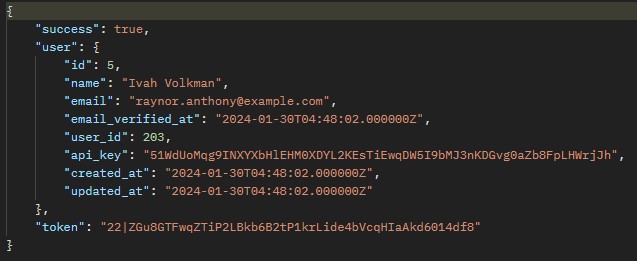 {
"success": true,
"user": {
"id": 5,
"name": "Ivah Volkman",
"email": "raynor.anthony@example.com",
"email_verified_at": "2024-01-30T04:48:02.000000Z",
"user_id": 203,
"api_key": "51WdUoMqg9INXYXbHlEHM0XDYL2KEsTiEwqDW5I9bMJ3nKDGvg0aZb8FpLHWrjJh",
"created_at": "2024-01-30T04:48:02.000000Z",
"updated_at": "2024-01-30T04:48:02.000000Z"
},
"token": "22|ZGu8GTFwqZTiP2LBkb6B2tP1krLide4bVcqHIaAkd6014df8"
}